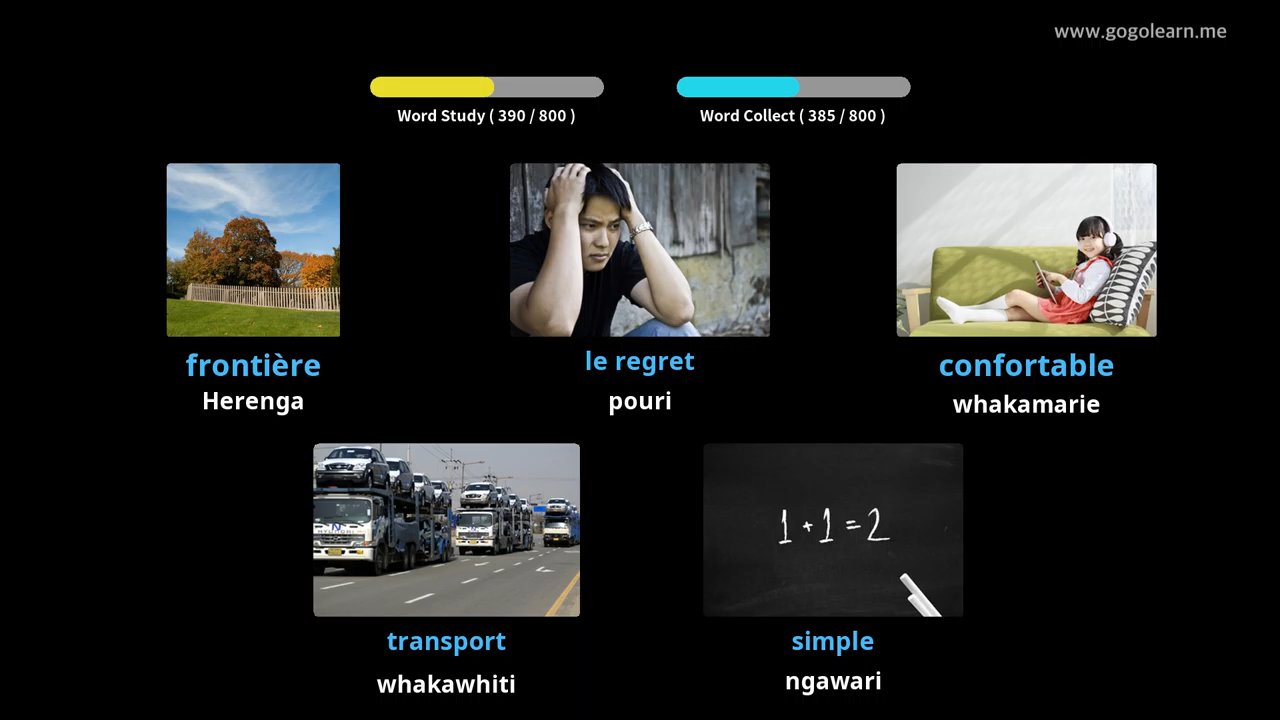 www.gogolearn.me
Word Study ( 390 / 800 )
Word Collect ( 385 / 800 )
frontière
Herenga
le regret
pouri
confortable
whakamarie
1 + 1 = 2
transport
whakawhiti
simple
ngawari